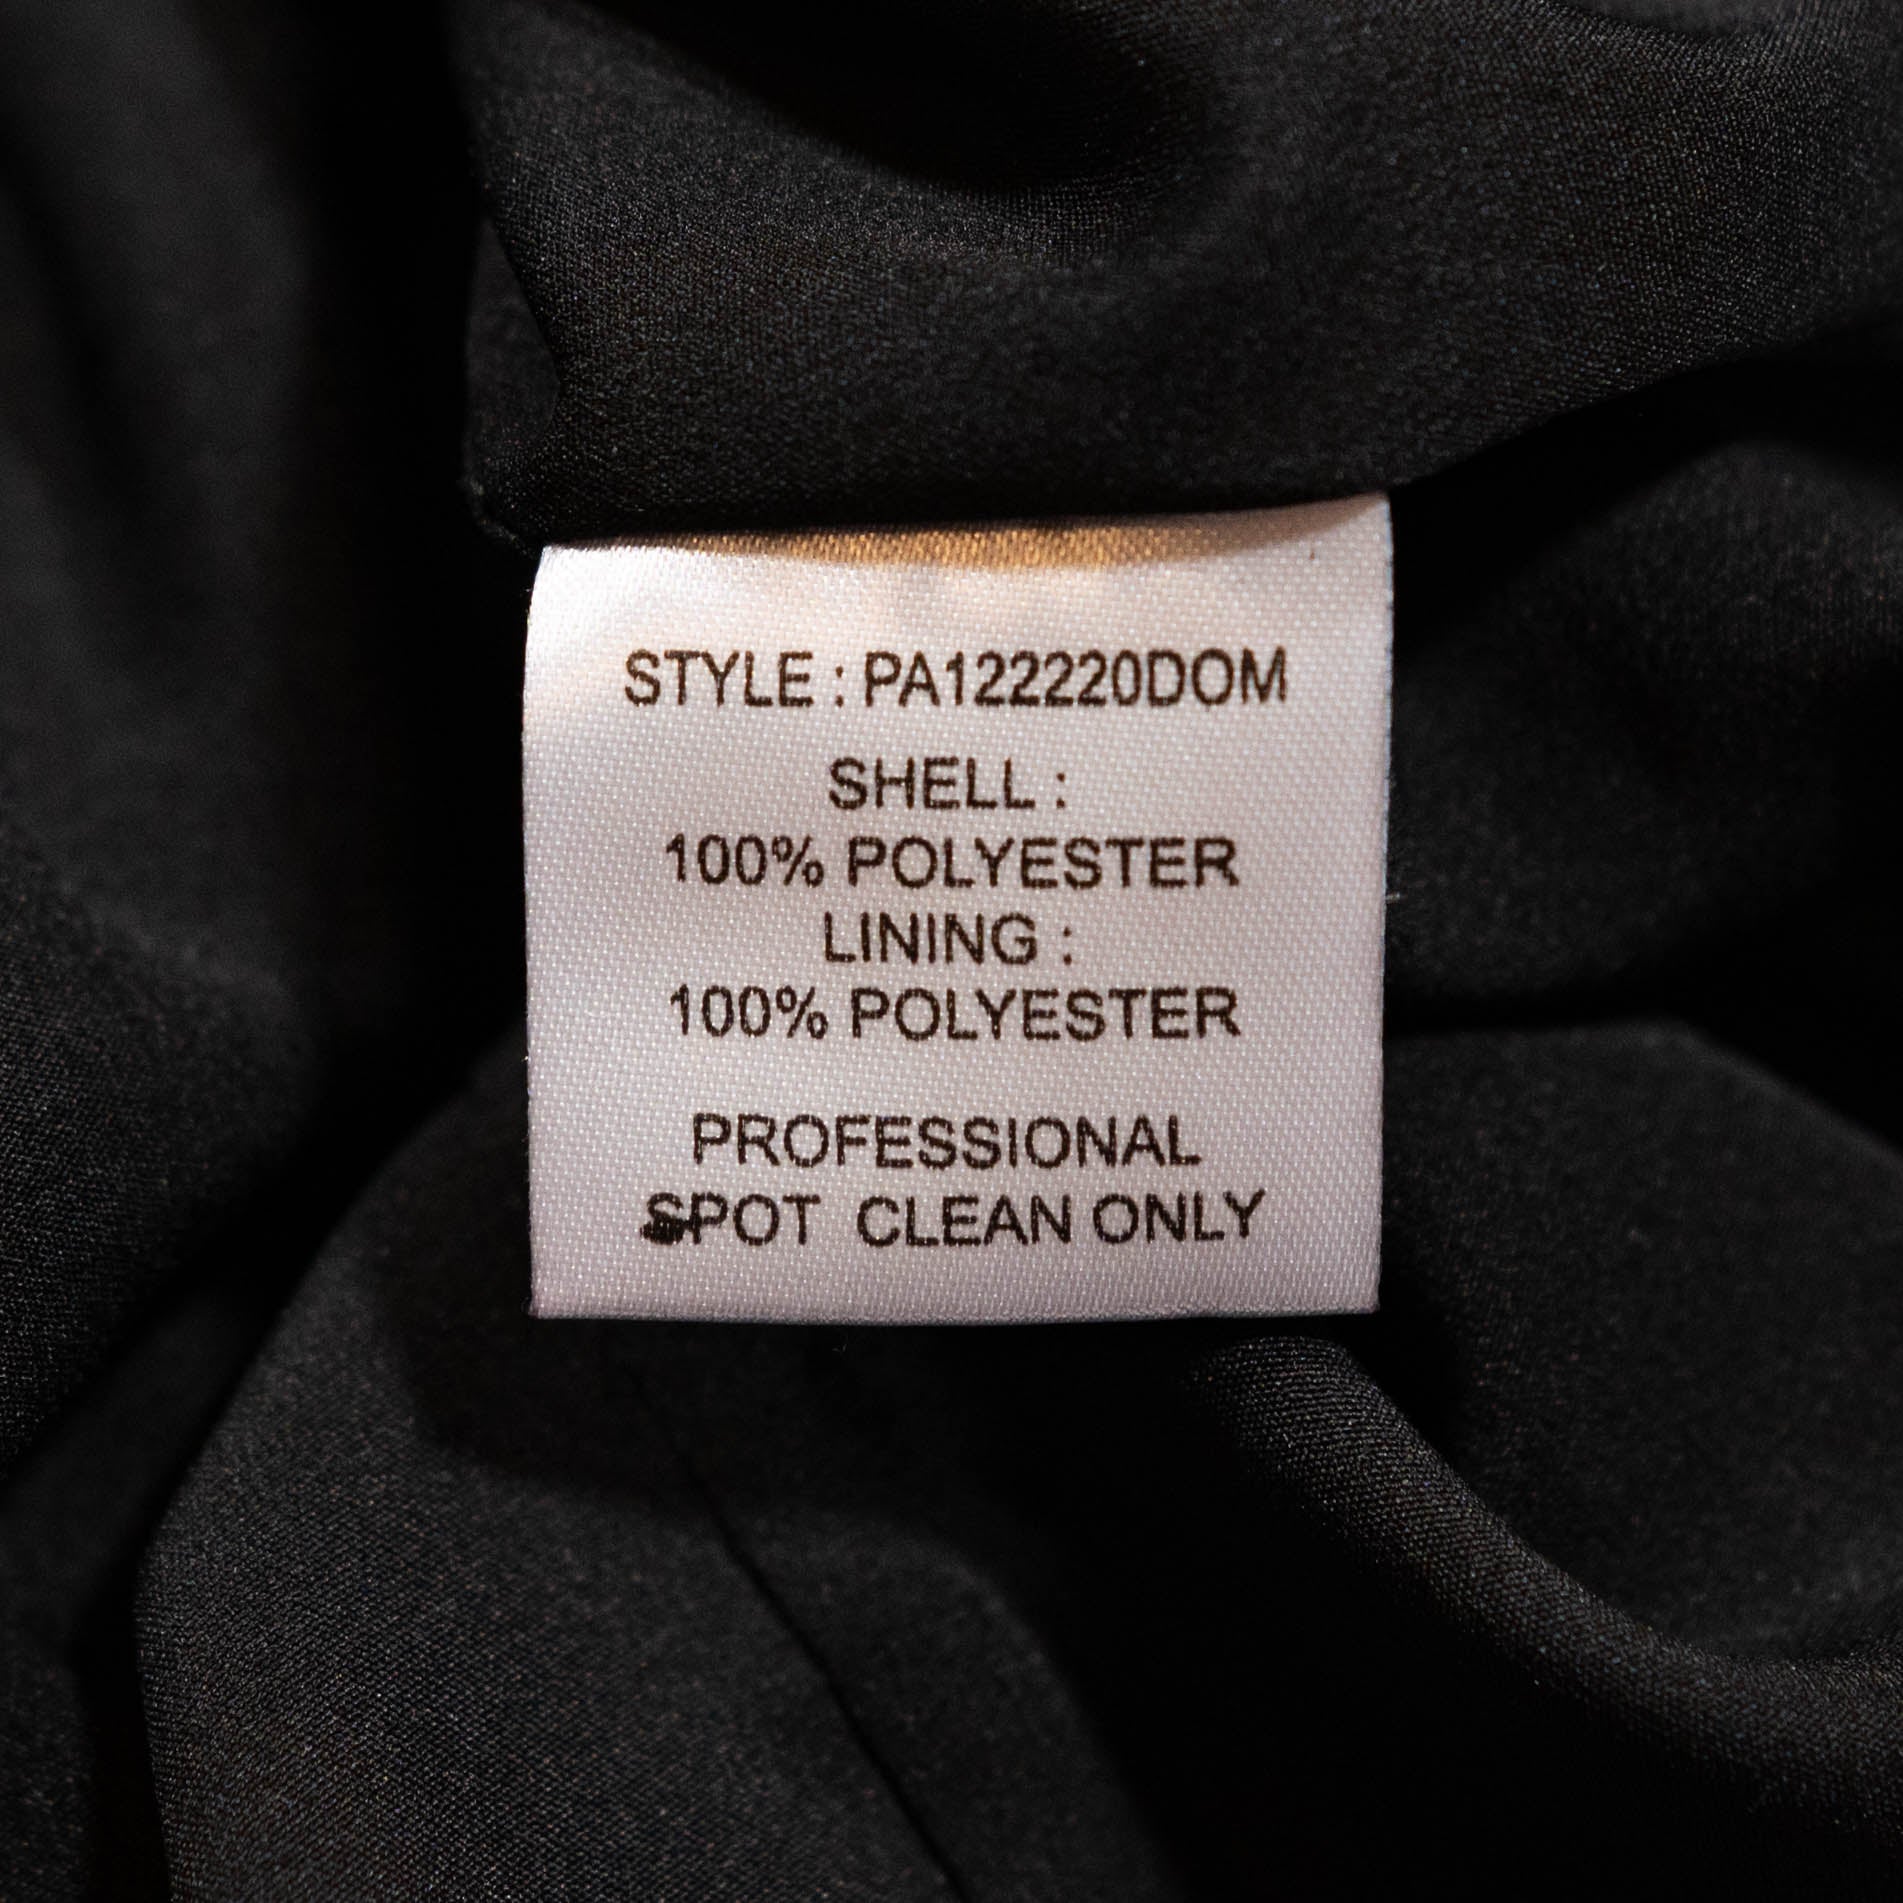 STYLE : PA122220DOM
SHELL :
100% POLYESTER
LINING :
100% POLYESTER
PROFESSIONAL
SPOT CLEAN ONLY